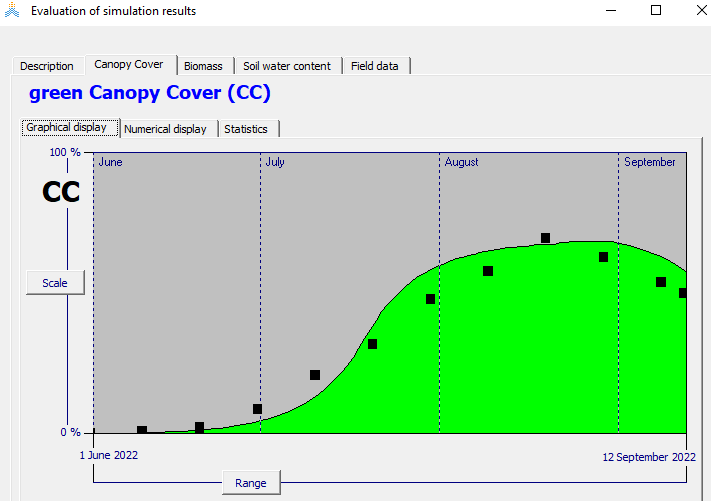 Evaluation of simulation results
Description Canopy Cover Biomass Soil water content Field data
green Canopy Cover (CC)
Graphical display Numerical display Statistics
100 %
June July August September
CC
Scale
0 %
1 June 2022 12 September 2022
Range